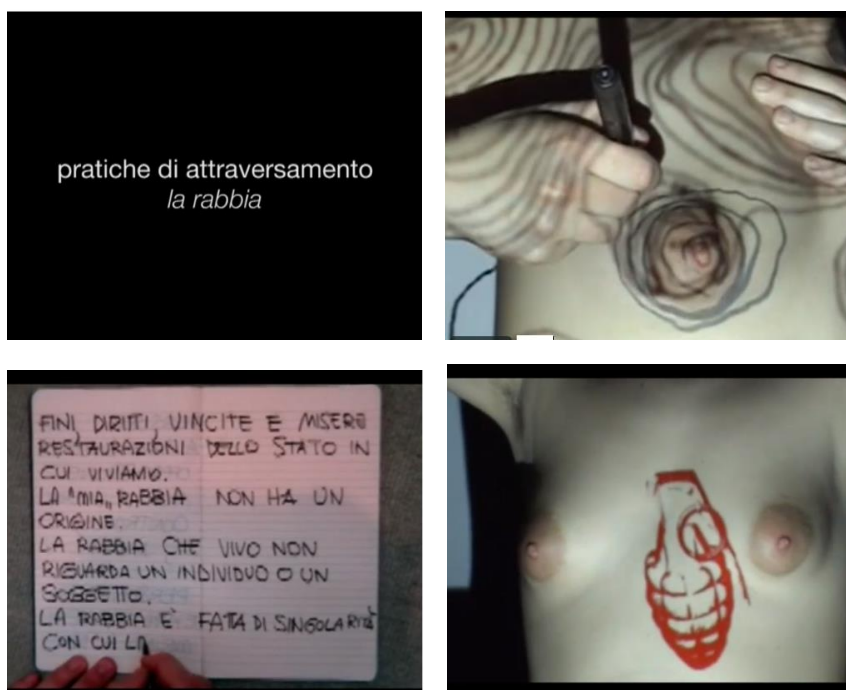 pratiche di attraversamento
la rabbia
FINI, DIRITTI, VINCITE E MISERE
RESTAURAZIONI DELLO STATO IN
CUI VIVIAMO.
LA "MIA" RABBIA NON HA UN
ORIGINE.
LA RABBIA CHE VIVO NON
RIGUARDA UN INDIVIDUO O UN
SOGGETTO.
LA RABBIA E' FATTA DI SINGOLARITÀ
CON CUI LA